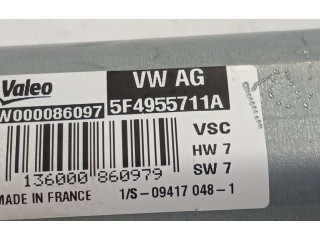 Valeo
VW AG
W000086097
5F4955711A
VSC
HW 7
136000 860979
SW 7
MADE IN FRANCE
1/S-09417 048-1